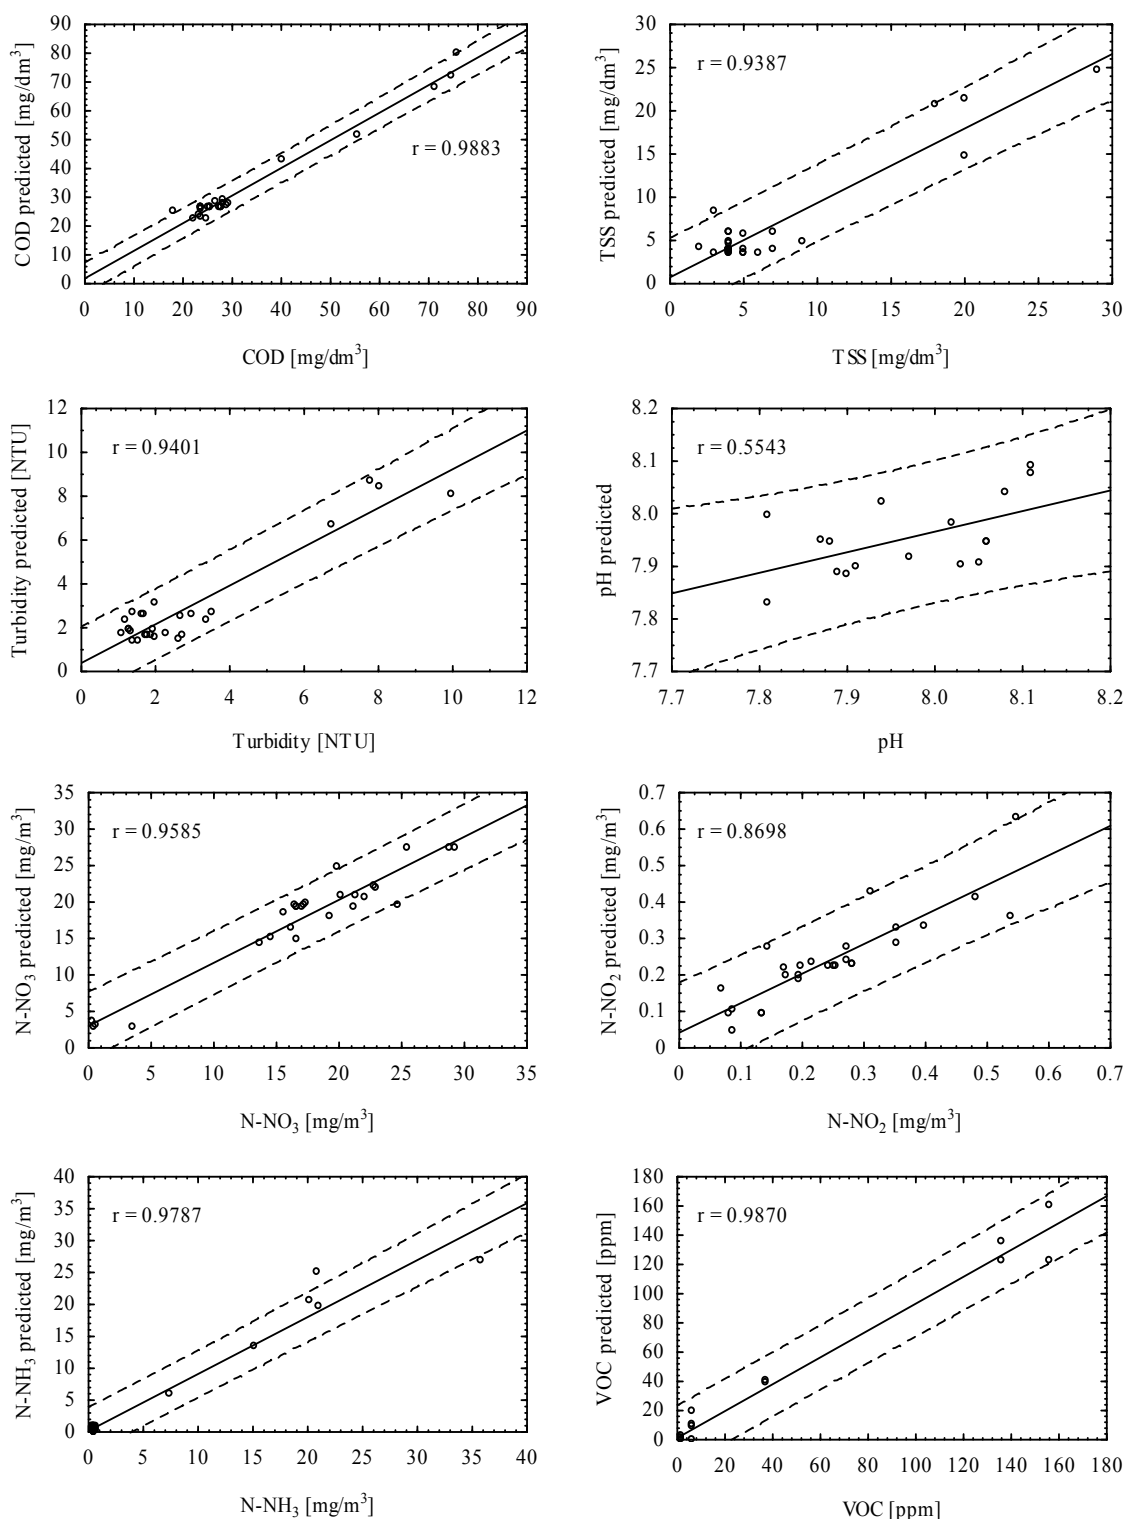 COD predicted [mg/dm³]
90
80
70
60
50
40
30
20
10
0
r = 0.9883
0 10 20 30 40 50 60 70 80 90
COD [mg/dm³]
TSS predicted [mg/dm³]
30
25
20
15
10
5
0
r = 0.9387
0 5 10 15 20 25 30
TSS [mg/dm³]
Turbidity predicted [NTU]
12
10
8
6
4
2
0
r = 0.9401
0 2 4 6 8 10 12
Turbidity [NTU]
pH predicted
8.2
8.1
8.0
7.9
7.8
7.7
r = 0.5543
7.7 7.8 7.9 8.0 8.1 8.2
pH
N-NO₃ predicted [mg/m³]
35
30
25
20
15
10
5
0
r = 0.9585
0 5 10 15 20 25 30 35
N-NO₃ [mg/m³]
N-NO₂ predicted [mg/m³]
0.7
0.6
0.5
0.4
0.3
0.2
0.1
0
r = 0.8698
0 0.1 0.2 0.3 0.4 0.5 0.6 0.7
N-NO₂ [mg/m³]
N-NH₃ predicted [mg/m³]
40
35
30
25
20
15
10
5
0
r = 0.9787
0 5 10 15 20 25 30 35 40
N-NH₃ [mg/m³]
VOC predicted [ppm]
180
160
140
120
100
80
60
40
20
0
r = 0.9870
0 20 40 60 80 100 120 140 160 180
VOC [ppm]